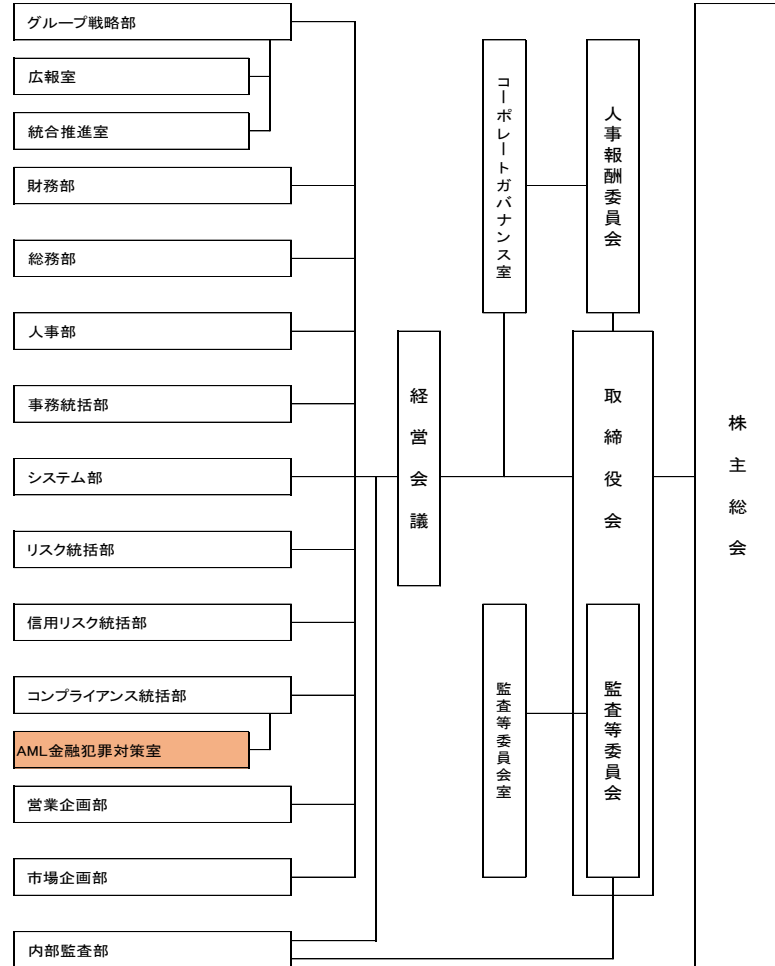 グループ戦略部
広報室
統合推進室
財務部
総務部
人事部
事務統括部
システム部
リスク統括部
信用リスク統括部
コンプライアンス統括部
AML金融犯罪対策室
営業企画部
市場企画部
内部監査部
経営会議
コーポレートガバナンス室
監査等委員会室
人事報酬委員会
取締役会
監査等委員会
株主総会